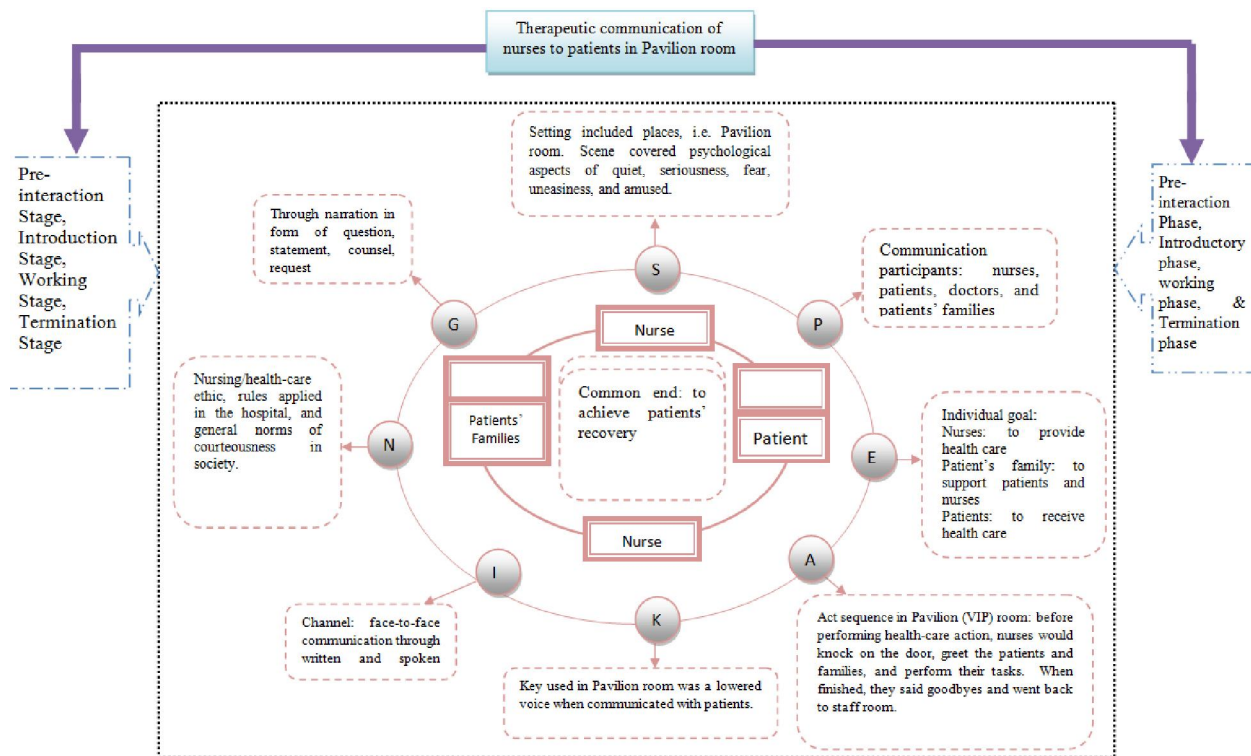 Therapeutic communication of
nurses to patients in Pavilion room
Pre-
interaction
Stage,
Introduction
Stage,
Working
Stage,
Termination
Stage
Setting included places, i.e. Pavilion
room. Scene covered psychological
aspects of quiet, seriousness, fear,
uneasiness, and amused.
Pre-
interaction
Phase,
Introductory
phase,
working
phase, &
Termination
phase
Through narration in
form of question,
statement, counsel,
request
Communication
participants: nurses,
patients, doctors, and
patients' families
S
G
P
Nurse
Nursing/health-care
ethic, rules applied
in the hospital, and
general norms of
courteousness in
society.
Patients'
Families
Common end: to
achieve patients'
recovery
Patient
N
E
Individual goal:
Nurses: to provide
health care
Patient's family: to
support patients and
nurses
Patients: to receive
health care
Nurse
I
A
K
Channel: face-to-face
communication through
written and spoken
Key used in Pavilion room was a lowered
voice when communicated with patients.
Act sequence in Pavilion (VIP) room: before
performing health-care action, nurses would
knock on the door, greet the patients and
families, and perform their tasks. When
finished, they said goodbyes and went back
to staff room.